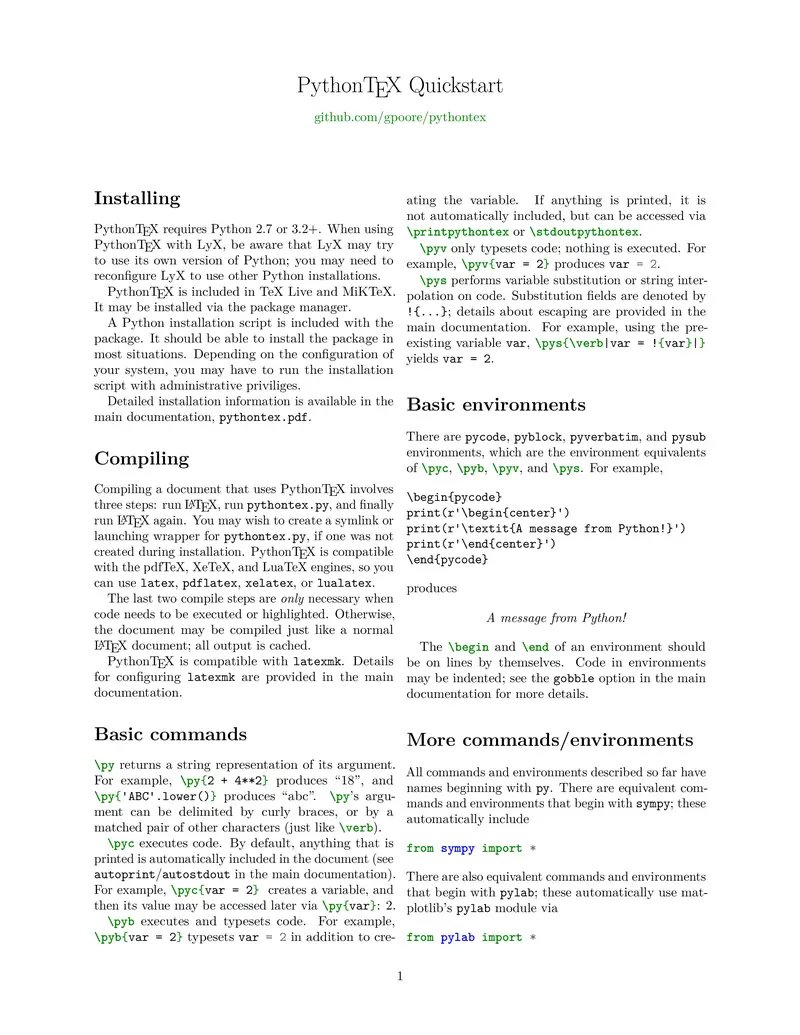 PythonTEX Quickstart
github.com/gpoore/pythontex
Installing
PythonTEX requires Python 2.7 or 3.2+. When using
PythonTEX with LyX, be aware that LyX may try
to use its own version of Python; you may need to
reconfigure LyX to use other Python installations.
PythonTEX is included in TeX Live and MiKTeX.
It may be installed via the package manager.
A Python installation script is included with the
package. It should be able to install the package in
most situations. Depending on the configuration of
your system, you may have to run the installation
script with administrative priviliges.
Detailed installation information is available in the
main documentation, pythontex.pdf.
Compiling
Compiling a document that uses PythonTEX involves
three steps: run LATEX, run pythontex.py, and finally
run LATEX again. You may wish to create a symlink or
launching wrapper for pythontex.py, if one was not
created during installation. PythonTEX is compatible
with the pdfTeX, XeTeX, and LuaTeX engines, so you
can use latex, pdflatex, xelatex, or lualatex.
The last two compile steps are only necessary when
code needs to be executed or highlighted. Otherwise,
the document may be compiled just like a normal
LATEX document; all output is cached.
PythonTEX is compatible with latexmk. Details
for configuring latexmk are provided in the main
documentation.
Basic commands
\py returns a string representation of its argument.
For example, \py{2 + 4**2} produces “18”, and
\py{'ABC'.lower()} produces “abc”. \py’s argu-
ment can be delimited by curly braces, or by a
matched pair of other characters (just like \verb).
\pyc executes code. By default, anything that is
printed is automatically included in the document (see
autoprint/autostdout in the main documentation).
For example, \pyc{var = 2} creates a variable, and
then its value may be accessed later via \py{var}: 2.
\pyb executes and typesets code. For example,
\pyb{var = 2} typesets var = 2 in addition to cre-
ating the variable. If anything is printed, it is
not automatically included, but can be accessed via
\printpythontex or \stdoutpythontex.
\pyv only typesets code; nothing is executed. For
example, \pyv{var = 2} produces var = 2.
\pys performs variable substitution or string inter-
polation on code. Substitution fields are denoted by
!{...}; details about escaping are provided in the
main documentation. For example, using the pre-
existing variable var, \pys{\verb|var = !{var}|}
yields var = 2.
Basic environments
There are pycode, pyblock, pyverbatim, and pysub
environments, which are the environment equivalents
of \pyc, \pyb, \pyv, and \pys. For example,
\begin{pycode}
print(r'\begin{center}')
print(r'\textit{A message from Python!}')
print(r'\end{center}')
\end{pycode}
produces
A message from Python!
The \begin and \end of an environment should
be on lines by themselves. Code in environments
may be indented; see the gobble option in the main
documentation for more details.
More commands/environments
All commands and environments described so far have
names beginning with py. There are equivalent com-
mands and environments that begin with sympy; these
automatically include
from sympy import *
There are also equivalent commands and environments
that begin with pylab; these automatically use mat-
plotlib’s pylab module via
from pylab import *
1